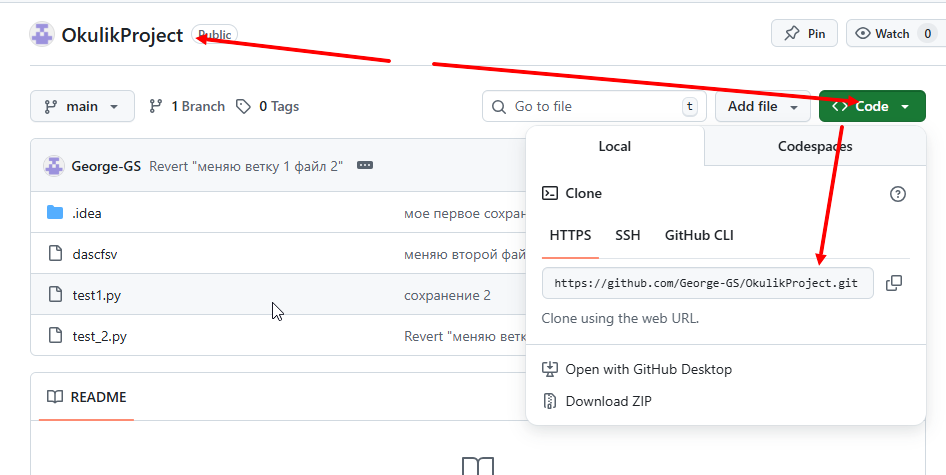 OkulikProject Public
Pin
Watch 0
main
1 Branch
0 Tags
Go to file t
Add file
Code
Local
Codespaces
George-GS Revert "меняю ветку 1 файл 2"
Clone
.idea мое первое сохран
HTTPS SSH GitHub CLI
dascfsv меняю второй фай
https://github.com/George-GS/OkulikProject.git
test1.py сохранение 2
Clone using the web URL.
test_2.py Revert "меняю ветк
Open with GitHub Desktop
Download ZIP
README